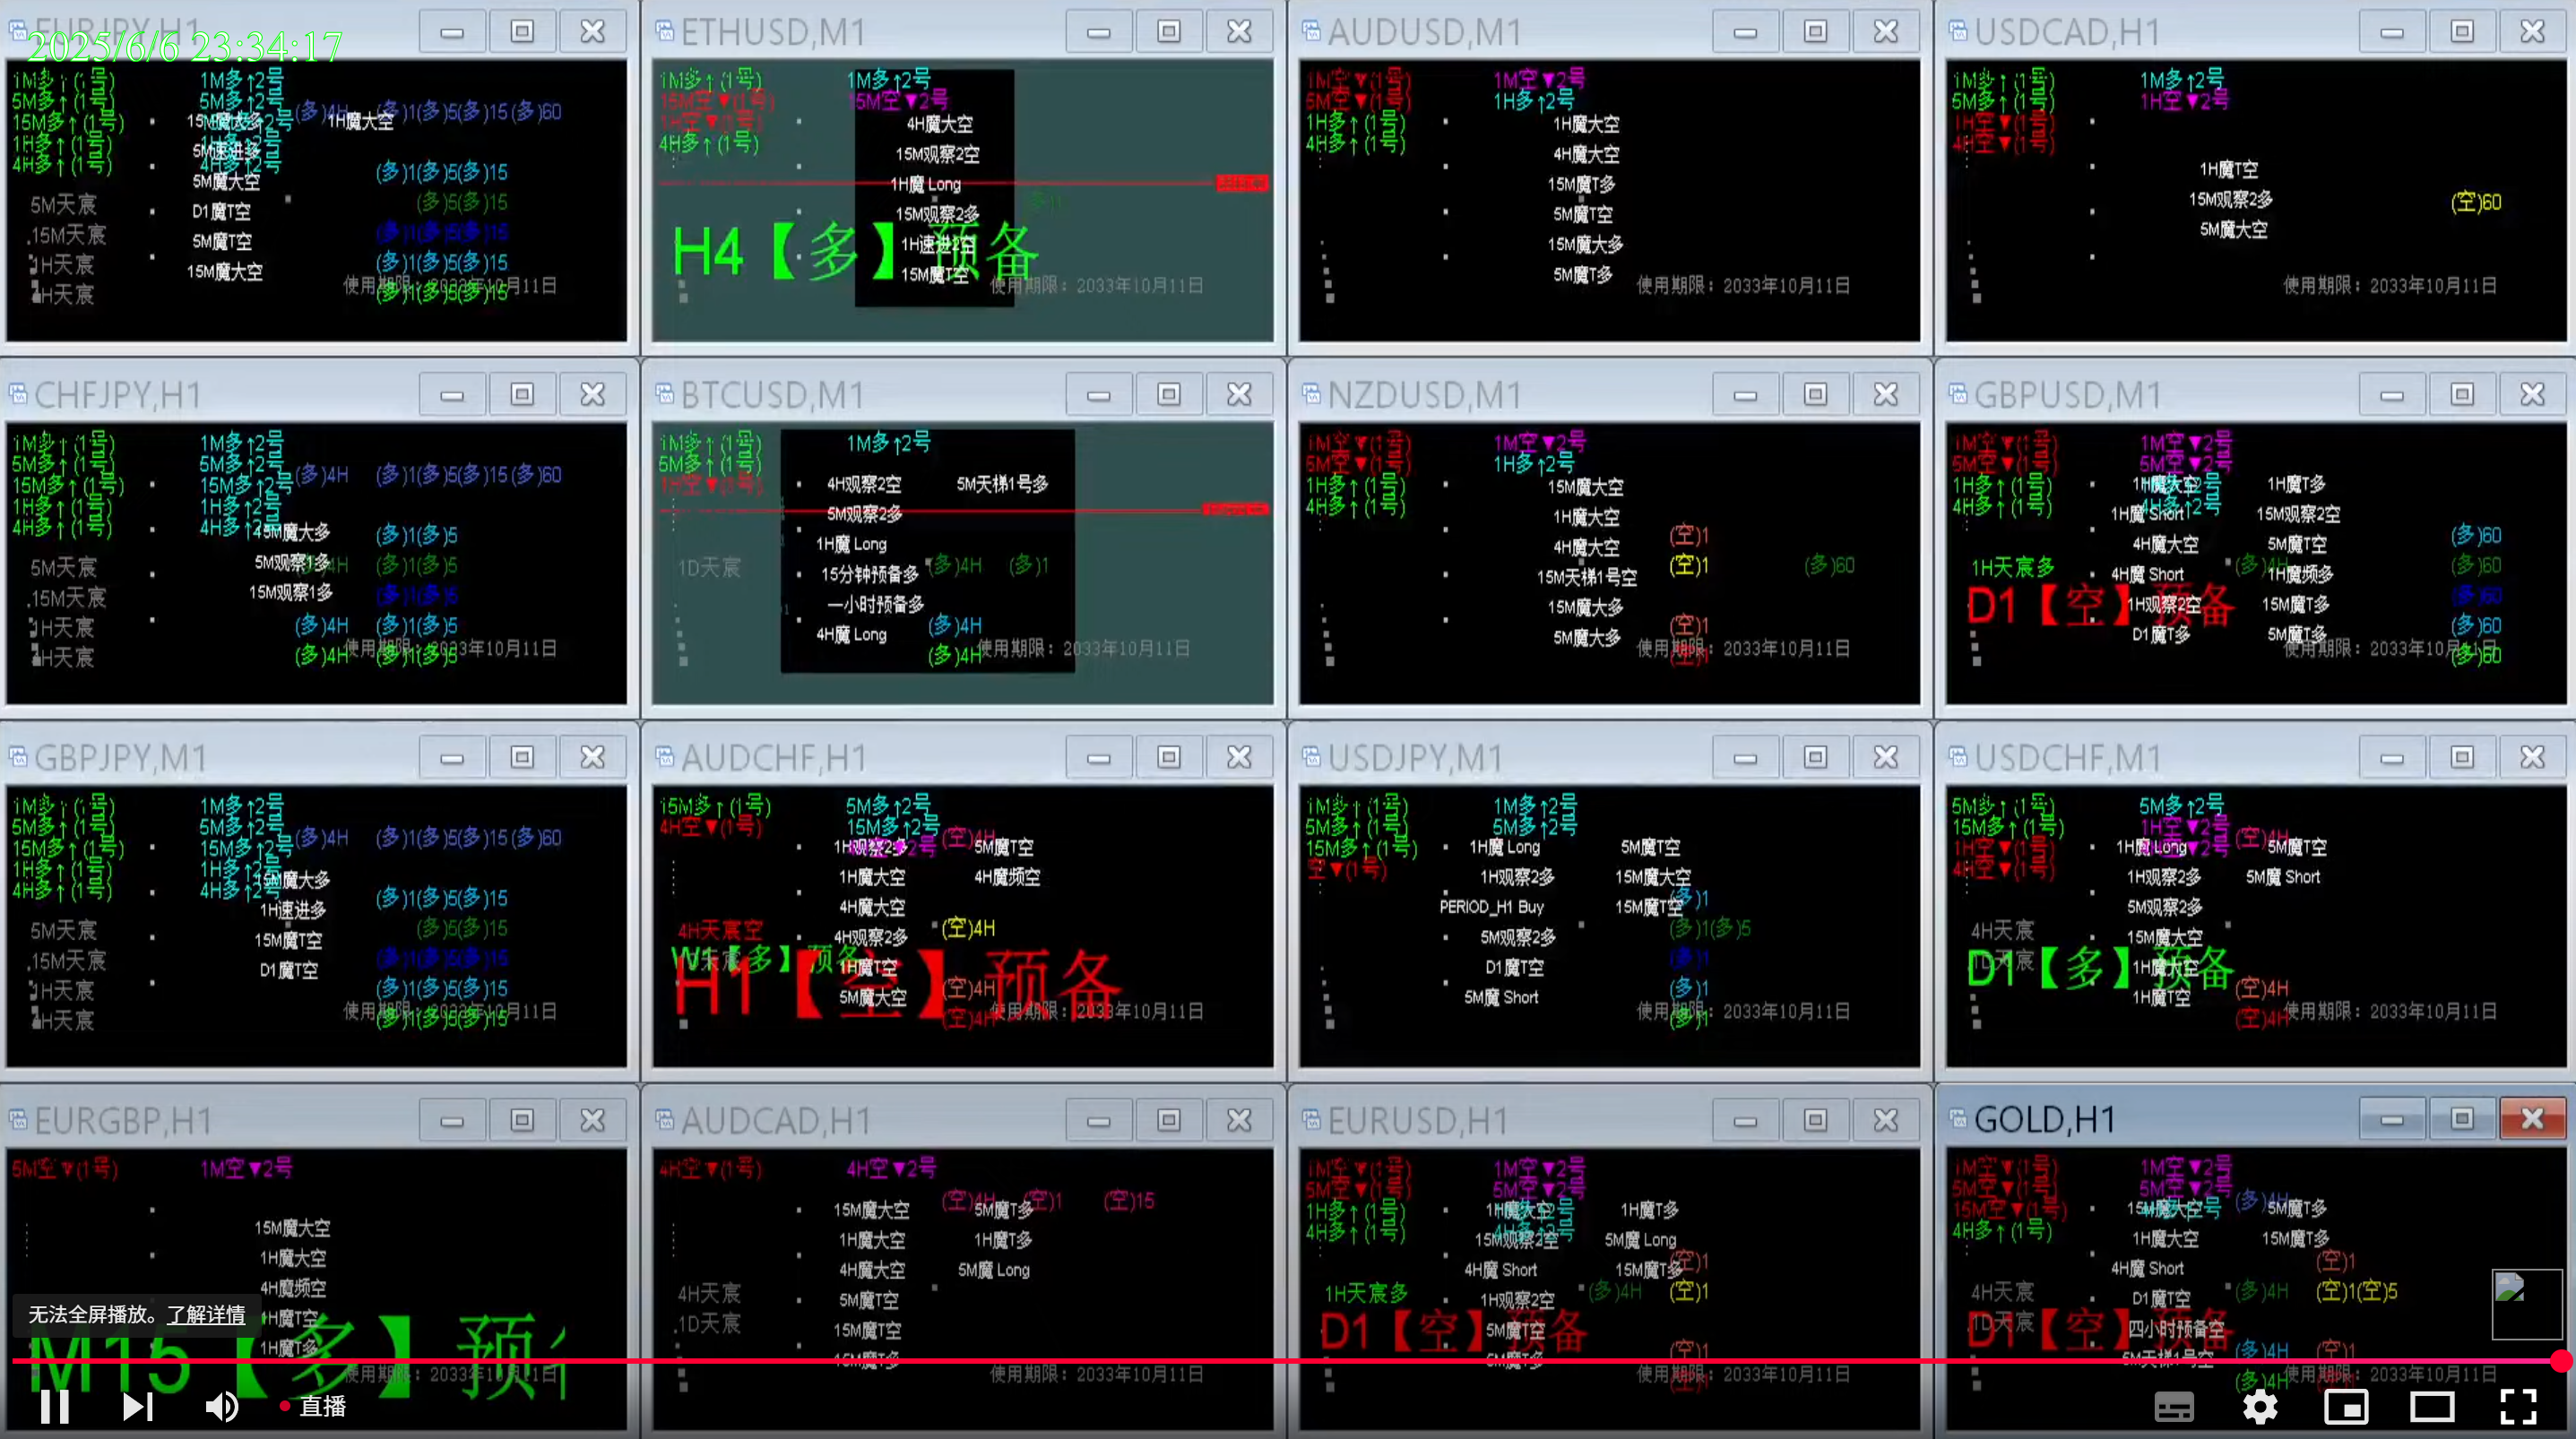 EURJPY,H1
2025/6/6 23:34:17
1M多↑(1号) 1M多↑2号
5M多↑(1号) 5M多↑2号
(多)4H (多)1(多)5(多)15(多)60
15M多↑(1号) 1H魔大空
1H多↑(1号) 5M速进多
4H多↑(1号) 4H多↑2号
(多)1(多)5(多)15
5M魔大空
5M天宸 D1魔T空 (多)5(多)15
.15M天宸 5M魔T空 (多)1(多)5(多)15
1H天宸 15M魔大空 (多)1(多)5(多)15
4H天宸 使用期限：2033年10月11日
(多)1(多)5(多)15
ETHUSD,M1
1M多↑(1号) 1M多↑2号
15M空▼(1号) 15M空▼2号
1H空▼(1号) 4H魔大空
4H多↑(1号) 15M观察2空
1H魔 Long
15M观察2多
H4【多】预备
1H速进2空
15M魔T空
使用期限：2033年10月11日
AUDUSD,M1
1M空▼(1号) 1M空▼2号
5M空▼(1号) 1H多↑2号
1H多↑(1号) 1H魔大空
4H多↑(1号) 4H魔大空
15M魔T多
5M魔T空
15M魔大多
5M魔T多
使用期限：2033年10月11日
USDCAD,H1
1M多↑(1号) 1M多↑2号
5M多↑(1号) 1H空▼2号
1H空▼(1号)
4H空▼(1号)
1H魔T空
15M观察2多 (空)60
5M魔大空
使用期限：2033年10月11日
CHFJPY,H1
1M多↑(1号) 1M多↑2号
5M多↑(1号) 5M多↑2号 (多)4H (多)1(多)5(多)15(多)60
15M多↑(1号) 15M多↑2号
1H多↑(1号) 1H多↑2号
4H多↑(1号) 4H多↑2号
15M魔大多 (多)1(多)5
5M天宸 5M观察1多 (多)4H (多)1(多)5
.15M天宸 15M观察1多 (多)1(多)5
1H天宸 (多)4H (多)1(多)5
4H天宸 (多)4H (多)1(多)5
使用期限：2033年10月11日
BTCUSD,M1
1M多↑(1号) 1M多↑2号
5M多↑(1号)
1H空▼(1号) 4H观察2空 5M天梯1号多
5M观察2多
1H魔 Long
1D天宸 15分钟预备多 (多)4H (多)1
一小时预备多
4H魔 Long (多)4H
(多)4H 使用期限：2033年10月11日
NZDUSD,M1
1M空▼(1号) 1M空▼2号
5M空▼(1号) 1H多↑2号
1H多↑(1号) 15M魔大空
4H多↑(1号) 1H魔大空
4H魔大空 (空)1
15M天梯1号空 (空)1 (多)60
15M魔大多
5M魔大多 (空)1
使用期限：2033年10月11日
(空)1
GBPUSD,M1
1M空▼(1号) 1M空▼2号
5M空▼(1号) 5M空▼2号
1H多↑(1号) 1H魔大空 1H魔T多
4H多↑(1号) 1H魔 Short 15M观察2空
4H多↑2号
4H魔大空 5M魔T空 (多)60
1H天宸多 4H魔 Short (多)4H 1H魔频多 (多)60
D1【空】预备
1H观察2空 15M魔T多 (多)60
D1魔T多 5M魔T多 (多)60
使用期限：2033年10月11日
(多)60
GBPJPY,M1
1M多↑(1号) 1M多↑2号
5M多↑(1号) 5M多↑2号 (多)4H (多)1(多)5(多)15(多)60
15M多↑(1号) 15M多↑2号
1H多↑(1号) 1H多↑2号
4H多↑(1号) 4H多↑2号
15M魔大多 (多)1(多)5(多)15
1H速进多
5M天宸 15M魔T空 (多)5(多)15
.15M天宸 D1魔T空 (多)1(多)5(多)15
1H天宸 (多)1(多)5(多)15
4H天宸 使用期限：2033年10月11日
(多)1(多)5(多)15
AUDCHF,H1
15M多↑(1号) 5M多↑2号
4H空▼(1号) 15M多↑2号 (空)4H
1H观察2多 5M魔T空
1H魔大空 4H魔频空
4H魔大空
4H天宸空 4H观察2多 (空)4H
W1【多】预备
1H魔T空
H1【空】预备
5M魔大空 (空)4H
(空)4H 使用期限：2033年10月11日
USDJPY,M1
1M多↑(1号) 1M多↑2号
5M多↑(1号) 5M多↑2号
15M多↑(1号) 1H魔 Long 5M魔T空
空▼(1号) 1H观察2多 15M魔大空
PERIOD_H1 Buy 15M魔T空 (多)1
5M观察2多 (多)1(多)5
D1魔T空 (多)1
5M魔 Short (多)1
使用期限：2033年10月11日
(多)1
USDCHF,M1
5M多↑(1号) 5M多↑2号
15M多↑(1号) 1H空▼2号 (空)4H
1H空▼(1号) 1H魔 Long 5M魔T空
4H空▼(1号) 1H观察2多 5M魔 Short
5M观察2多
4H天宸 15M魔大空
1D天宸
D1【多】预备
1H魔大空
1H魔T空 (空)4H
(空)4H 使用期限：2033年10月11日
EURGBP,H1
5M空▼(1号) 1M空▼2号
15M魔大空
1H魔大空
4H魔频空
1H魔T空
1H魔T多
M15【多】预
使用期限：2033年10月11日
AUDCAD,H1
4H空▼(1号) 4H空▼2号
(空)4H (空)1 (空)15
15M魔大空 5M魔T多
1H魔大空 1H魔T多
4H魔大空 5M魔 Long
4H天宸 5M魔T空
.1D天宸 15M魔T空
15M魔T多
使用期限：2033年10月11日
EURUSD,H1
1M空▼(1号) 1M空▼2号
5M空▼(1号) 5M空▼2号
1H多↑(1号) 1H魔大空 1H魔T多
4H多↑(1号) 4H多↑2号
15M观察2空 5M魔 Long
4H魔 Short 15M魔T多 (空)1
1H天宸多 1H观察2空 (多)4H (空)1
D1【空】预备
5M魔T空
5M魔T多 (空)1
使用期限：2033年10月11日
GOLD,H1
1M空▼(1号) 1M空▼2号
5M空▼(1号) 5M空▼2号
15M空▼(1号) 15M魔大空 (多)4H 5M魔T多
4H多↑(1号) 1H魔大空 15M魔T多
4H魔 Short (空)1
4H天宸 D1魔T空 (多)4H (空)1(空)5
1D天宸
D1【空】预备
四小时预备空
5M天梯1号空 (多)4H (空)1
(多)4H 使用期限：2033年10月11日
无法全屏播放。了解详情
直播